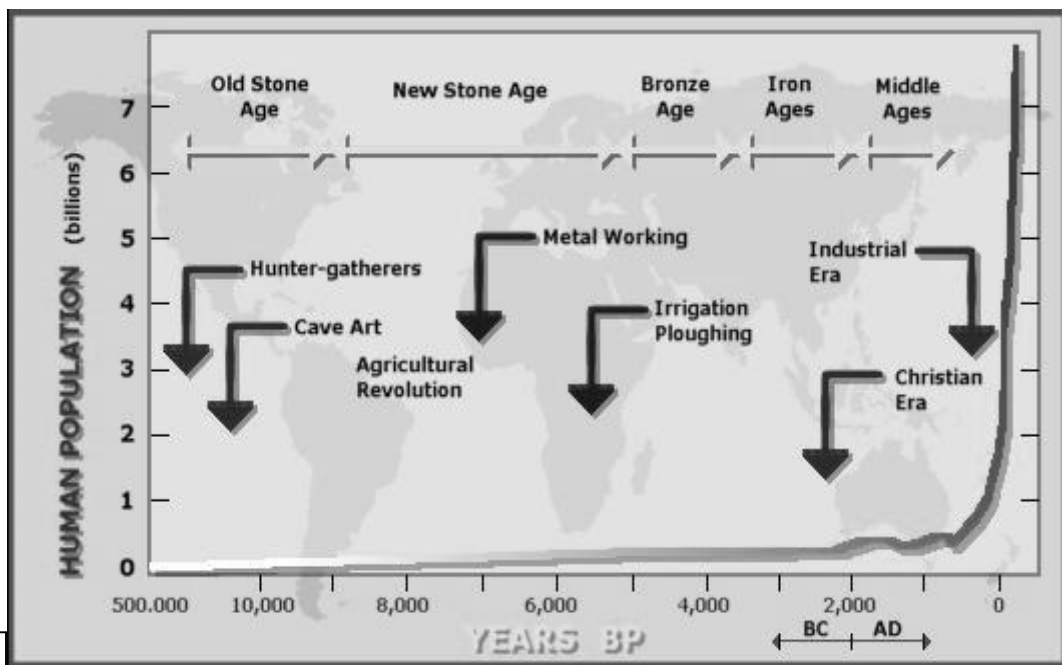 Old Stone
Age
New Stone Age
Bronze
Age
Iron
Ages
Middle
Ages
7
6
5
4
3
2
1
0
HUMAN POPULATION (billions)
Hunter-gatherers
Cave Art
Agricultural
Revolution
Metal Working
Irrigation
Ploughing
Industrial
Era
Christian
Era
500.000 10,000 8,000 6,000 4,000 2,000 0
YEARS BP
BC AD